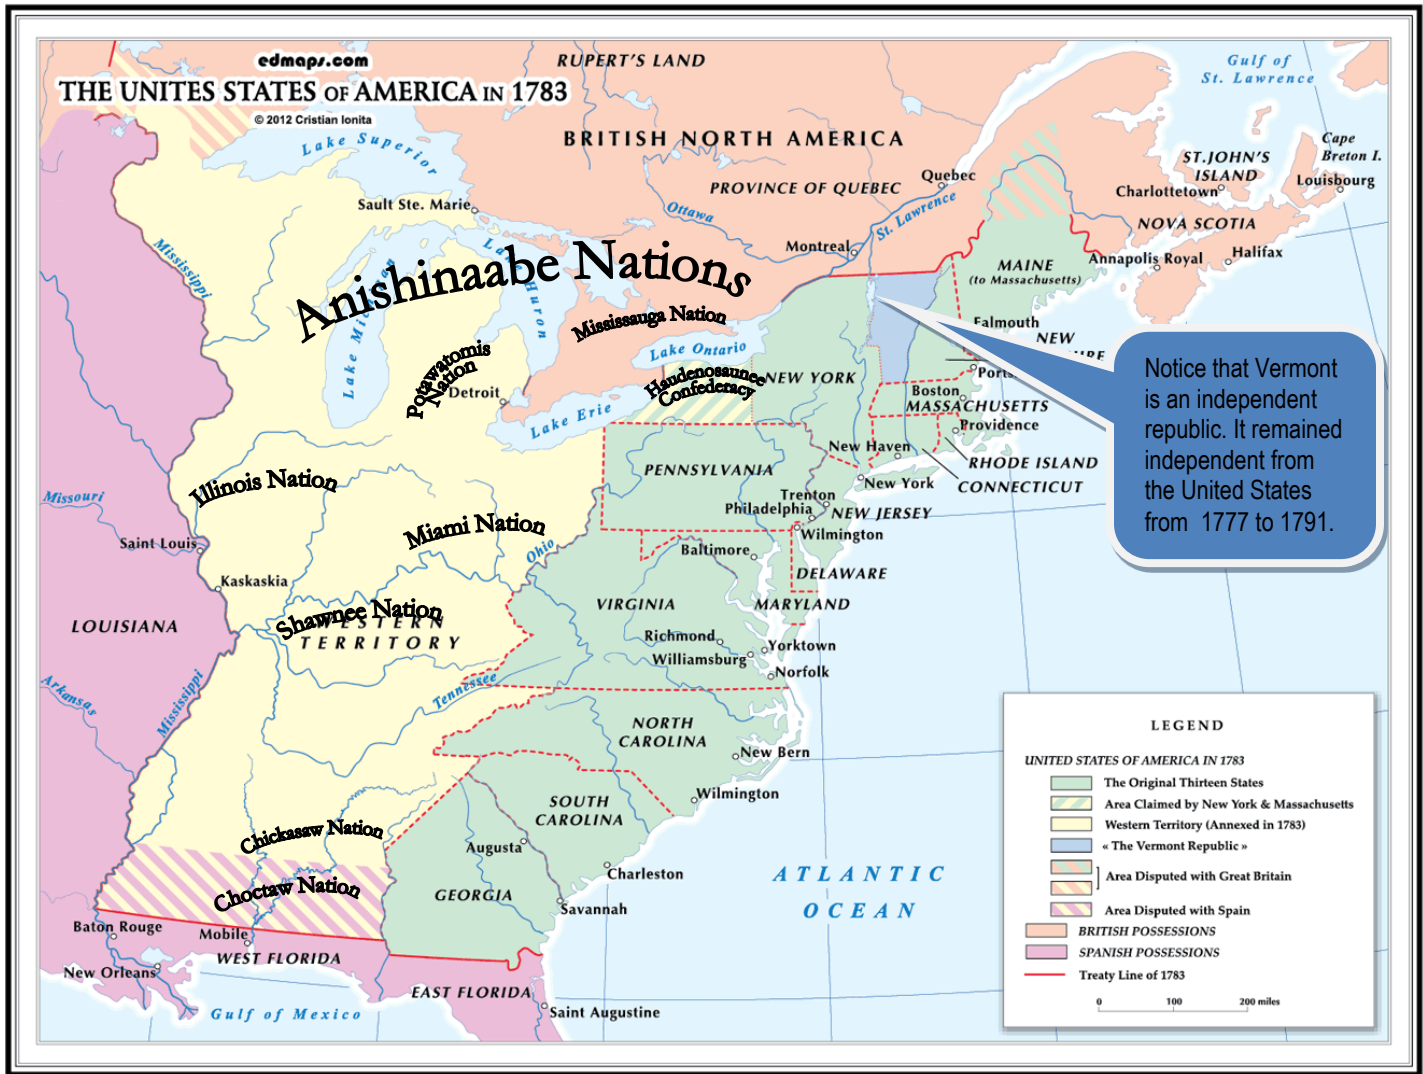 edmaps.com
THE UNITES STATES OF AMERICA IN 1783
© 2012 Cristian Ionita
RUPERT'S LAND
BRITISH NORTH AMERICA
PROVINCE OF QUEBEC
Gulf of
St. Lawrence
Cape
Breton I.
ST.JOHN'S
ISLAND
Charlottetown
Louisbourg
NOVA SCOTIA
Halifax
Annapolis Royal
Quebec
St. Lawrence
Ottawa
Montreal
Lake Superior
Sault Ste. Marie
Mississippi
Anishinaabe Nations
Lake Huron
Mississauga Nation
Potawatomis
Nation
Detroit
Lake Ontario
Haudenosaunee
Confederacy
Lake Erie
MAINE
(to Massachusetts)
Falmouth
NEW
NEW YORK
Boston
MASSACHUSETTS
Providence
New Haven
RHODE ISLAND
CONNECTICUT
New York
PENNSYLVANIA
Trenton
Philadelphia
NEW JERSEY
Wilmington
Baltimore
DELAWARE
MARYLAND
VIRGINIA
Richmond
Williamsburg
Yorktown
Norfolk
Illinois Nation
Missouri
Saint Louis
Miami Nation
Ohio
Kaskaskia
Shawnee Nation
TERRITORY
LOUISIANA
Tennessee
Arkansas
Mississippi
NORTH
CAROLINA
New Bern
Wilmington
SOUTH
CAROLINA
Chickasaw Nation
Augusta
Charleston
Choctaw Nation
GEORGIA
Savannah
Baton Rouge
Mobile
WEST FLORIDA
New Orleans
EAST FLORIDA
Gulf of Mexico
Saint Augustine
ATLANTIC
OCEAN
Notice that Vermont
is an independent
republic. It remained
independent from
the United States
from 1777 to 1791.
LEGEND
UNITED STATES OF AMERICA IN 1783
The Original Thirteen States
Area Claimed by New York & Massachusetts
Western Territory (Annexed in 1783)
« The Vermont Republic »
Area Disputed with Great Britain
Area Disputed with Spain
BRITISH POSSESSIONS
SPANISH POSSESSIONS
Treaty Line of 1783
0 100 200 miles